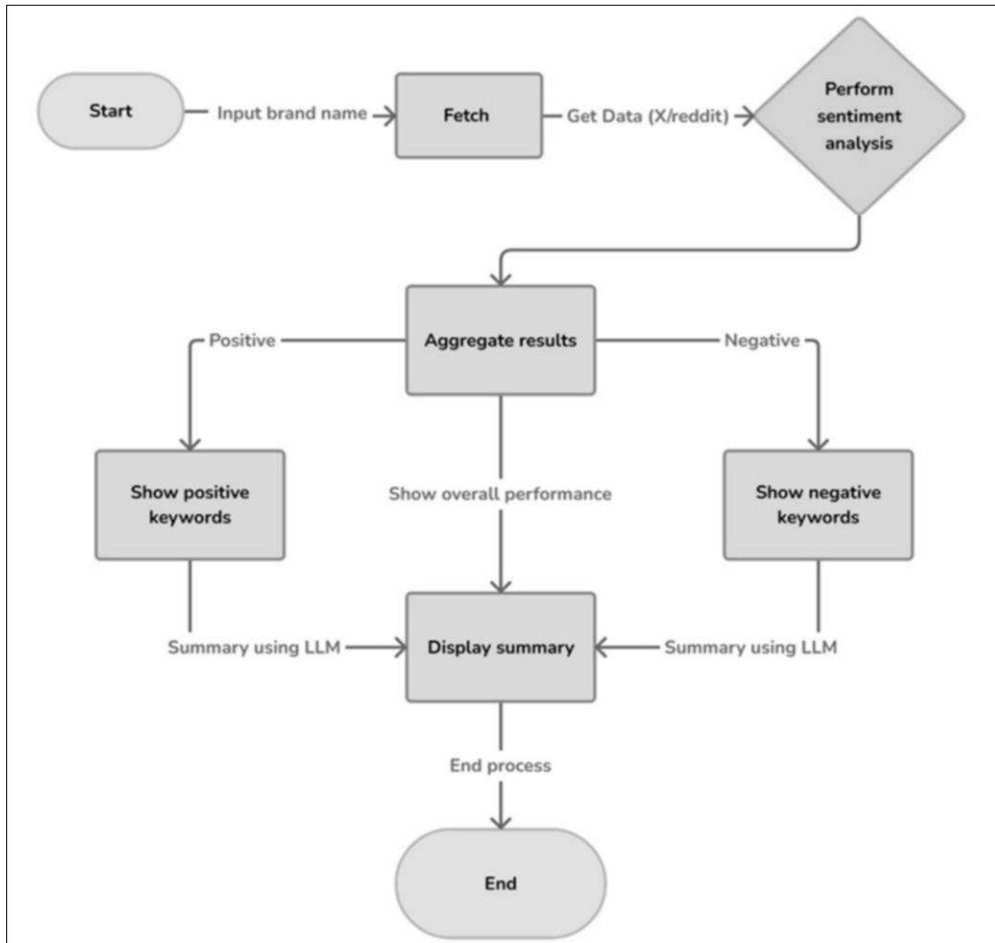 Start
Input brand name
Fetch
Get Data (X/reddit)
Perform
sentiment
analysis
Positive
Aggregate results
Negative
Show positive
keywords
Show overall performance
Show negative
keywords
Summary using LLM
Display summary
Summary using LLM
End process
End